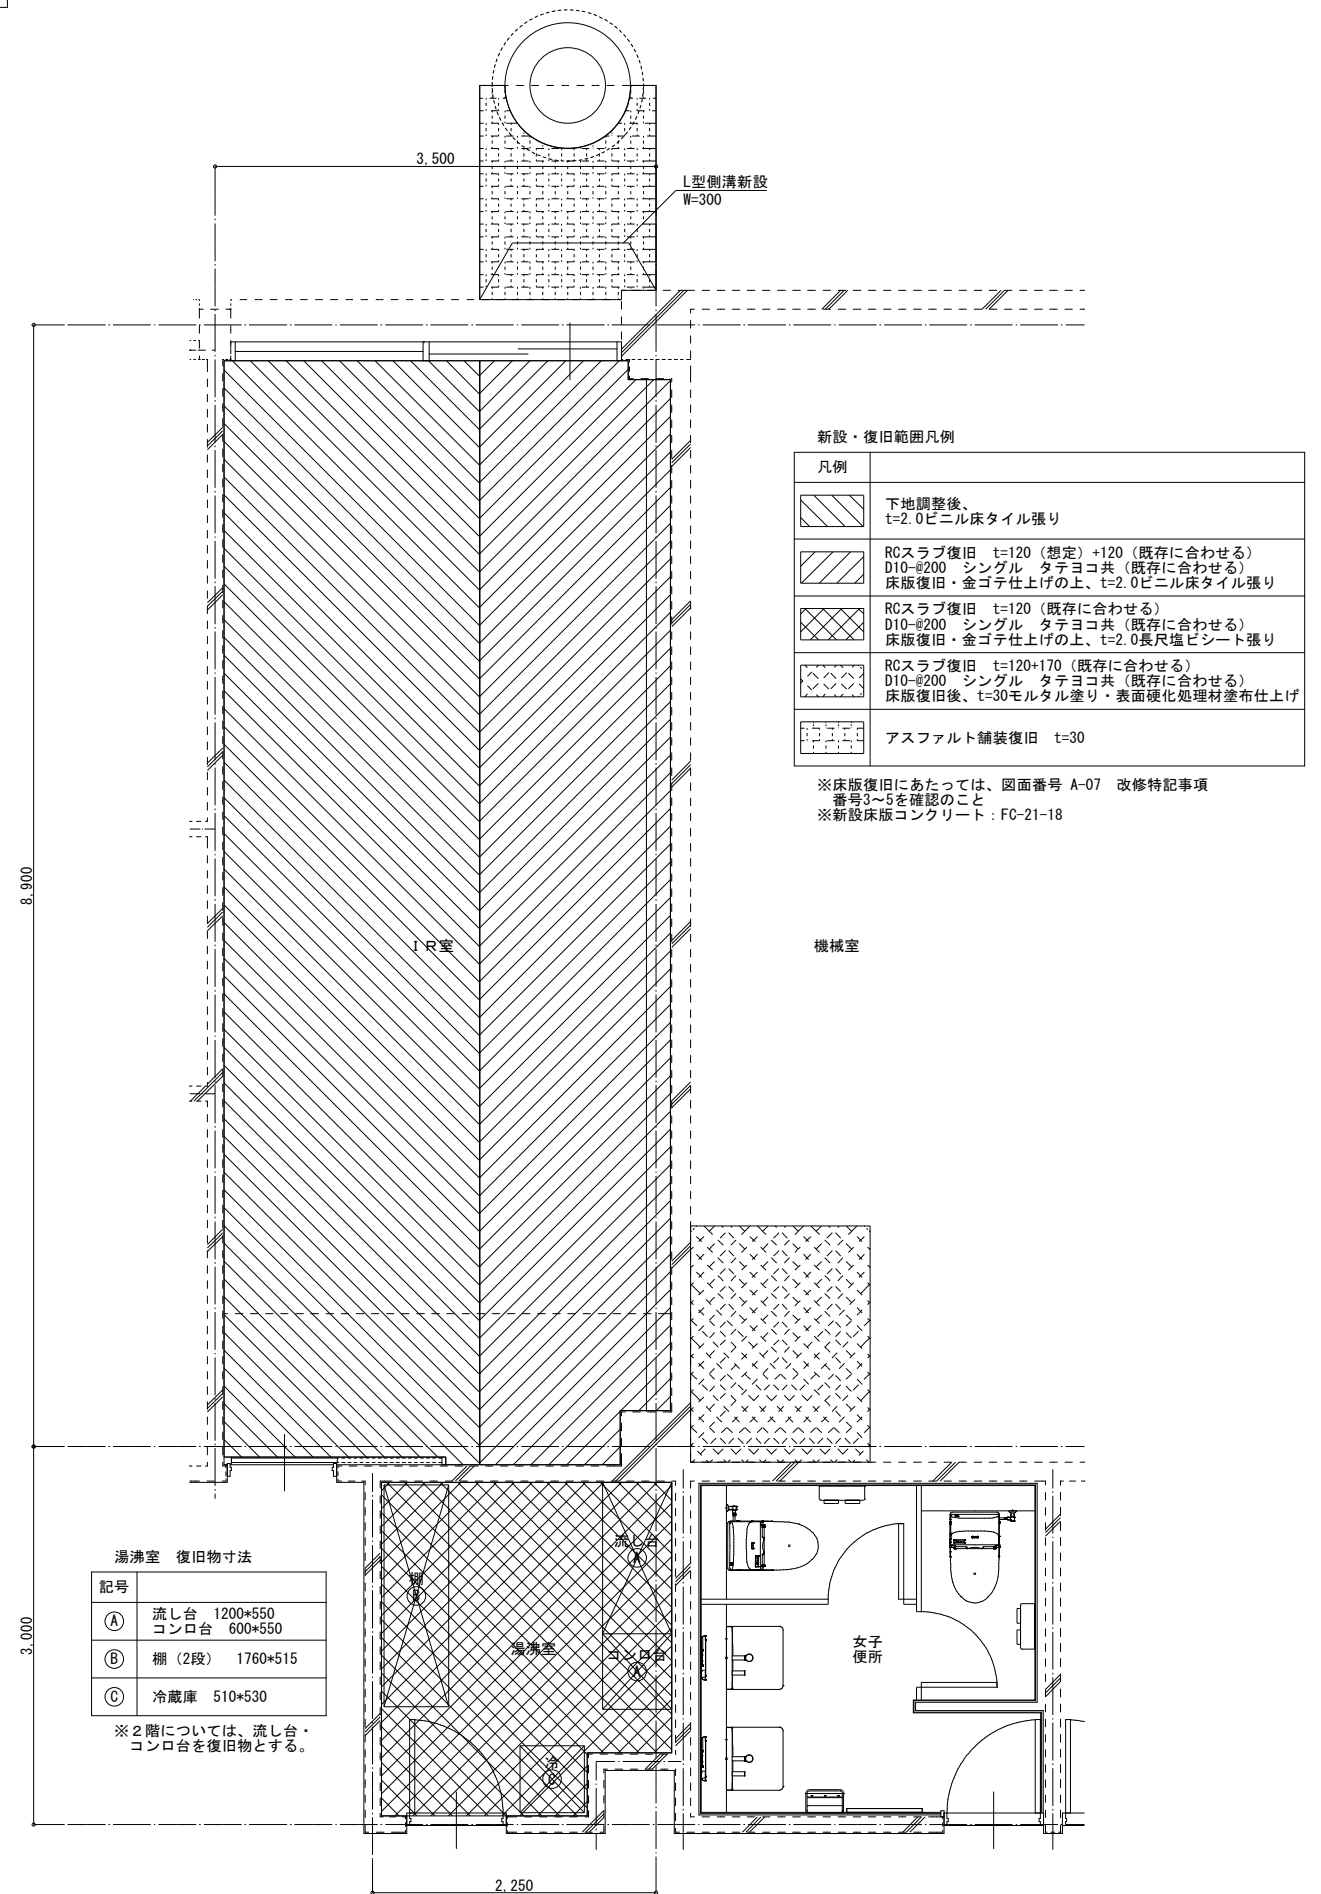 3,500
L型側溝新設
W=300
新設・復旧範囲凡例
凡例
下地調整後、
t=2.0ビニル床タイル張り
RCスラブ復旧　t=120（想定）+120（既存に合わせる）
D10-@200　シングル　タテヨコ共（既存に合わせる）
床版復旧・金ゴテ仕上げの上、t=2.0ビニル床タイル張り
RCスラブ復旧　t=120（既存に合わせる）
D10-@200　シングル　タテヨコ共（既存に合わせる）
床版復旧・金ゴテ仕上げの上、t=2.0長尺塩ビシート張り
RCスラブ復旧　t=120+170（既存に合わせる）
D10-@200　シングル　タテヨコ共（既存に合わせる）
床版復旧後、t=30モルタル塗り・表面硬化処理材塗布仕上げ
アスファルト舗装復旧　t=30
※床版復旧にあたっては、図面番号 A-07　改修特記事項
番号3～5を確認のこと
※新設床版コンクリート：FC-21-18
8,900
ＩＲ室
機械室
湯沸室　復旧物寸法
記号
Ⓐ
流し台　1200*550
コンロ台　600*550
Ⓑ
棚（2段）　1760*515
Ⓒ
冷蔵庫　510*530
※２階については、流し台・
コンロ台を復旧物とする。
3,000
流し台
Ⓐ
棚
Ⓑ
湯沸室
コンロ台
Ⓐ
冷
Ⓒ
女子
便所
2,250